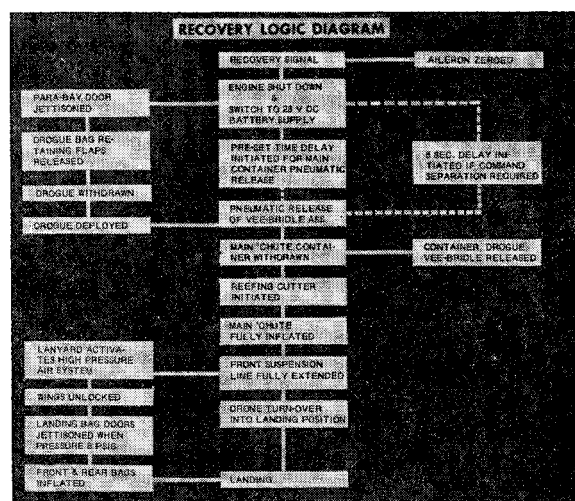 RECOVERY LOGIC DIAGRAM
RECOVERY SIGNAL
AILERON ZEROED
ENGINE SHUT DOWN
&
SWITCH TO 28 V DC
BATTERY SUPPLY
PARA-BAY DOOR
JETTISONED
DROGUE BAG RE-
TAINING FLAPS
RELEASED
PRE-SET TIME DELAY
INITIATED FOR MAIN
CONTAINER PNEUMATIC
RELEASE
SEC. DELAY INI-
TIATED IF COMMAND
SEPARATION REQUIRED
DROGUE WITHDRAWN
DROGUE DEPLOYED
PNEUMATIC RELEASE
OF VEE-BRIDLE ASS.
MAIN 'CHUTE CONTAI-
NER WITHDRAWN
CONTAINER, DROGUE,
VEE-BRIDLE RELEASED
REEFING CUTTER
INITIATED
MAIN 'CHUTE
FULLY INFLATED
LANYARD ACTIVA-
TES HIGH PRESSURE
AIR SYSTEM
FRONT SUSPENSION
LINE FULLY EXTENDED
WINGS UNLOCKED
DRONE TURN-OVER
INTO LANDING POSITION
LANDING BAG DOORS
JETTISONED WHEN
PRESSURE 8 PSIG
FRONT & REAR BAGS
INFLATED
LANDING